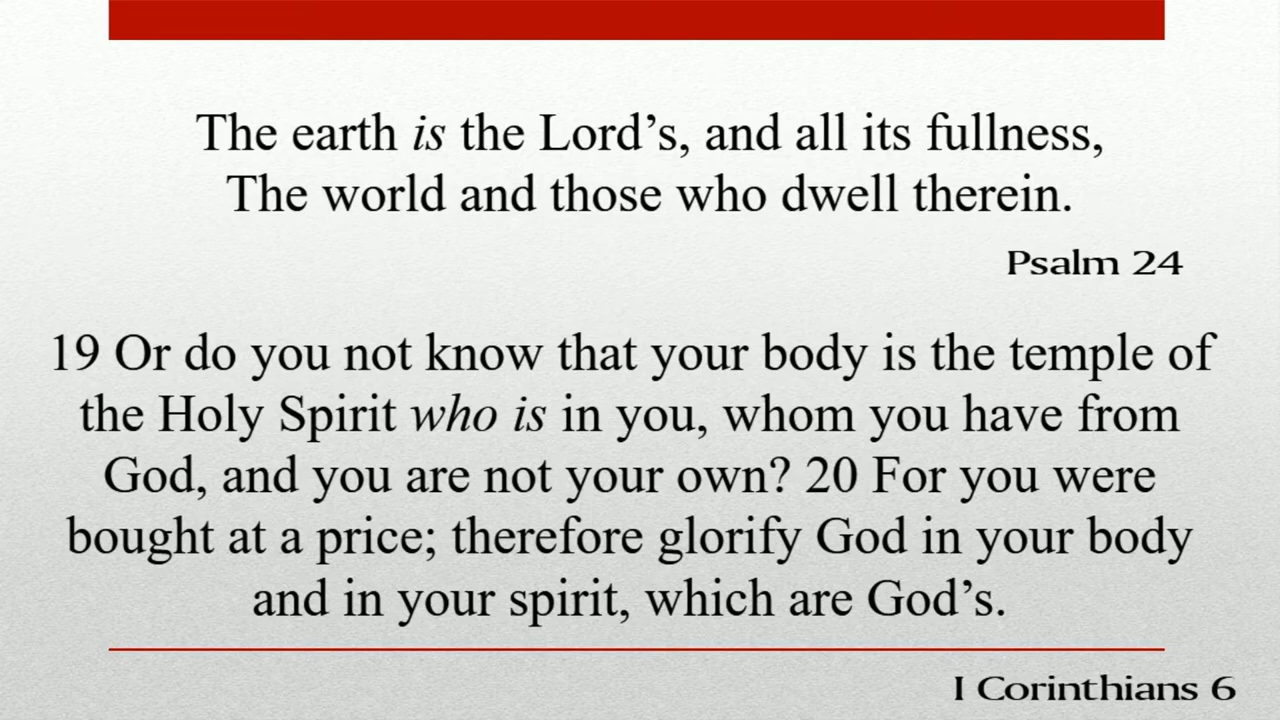 The earth is the Lord’s, and all its fullness,
The world and those who dwell therein.
Psalm 24
19 Or do you not know that your body is the temple of
the Holy Spirit who is in you, whom you have from
God, and you are not your own? 20 For you were
bought at a price; therefore glorify God in your body
and in your spirit, which are God’s.
I Corinthians 6